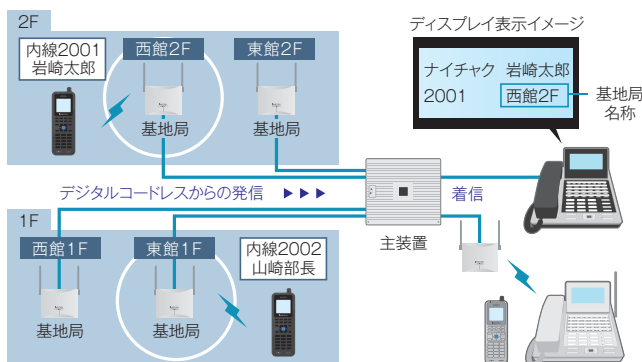 2F
内線2001
岩崎太郎
西館2F
東館2F
基地局
基地局
ディスプレイ表示イメージ
ナイチャク 岩崎太郎
2001 西館2F
基地局
名称
デジタルコードレスからの発信 ▶▶▶
着信
主装置
1F
西館1F
東館1F
内線2002
山崎部長
基地局
基地局